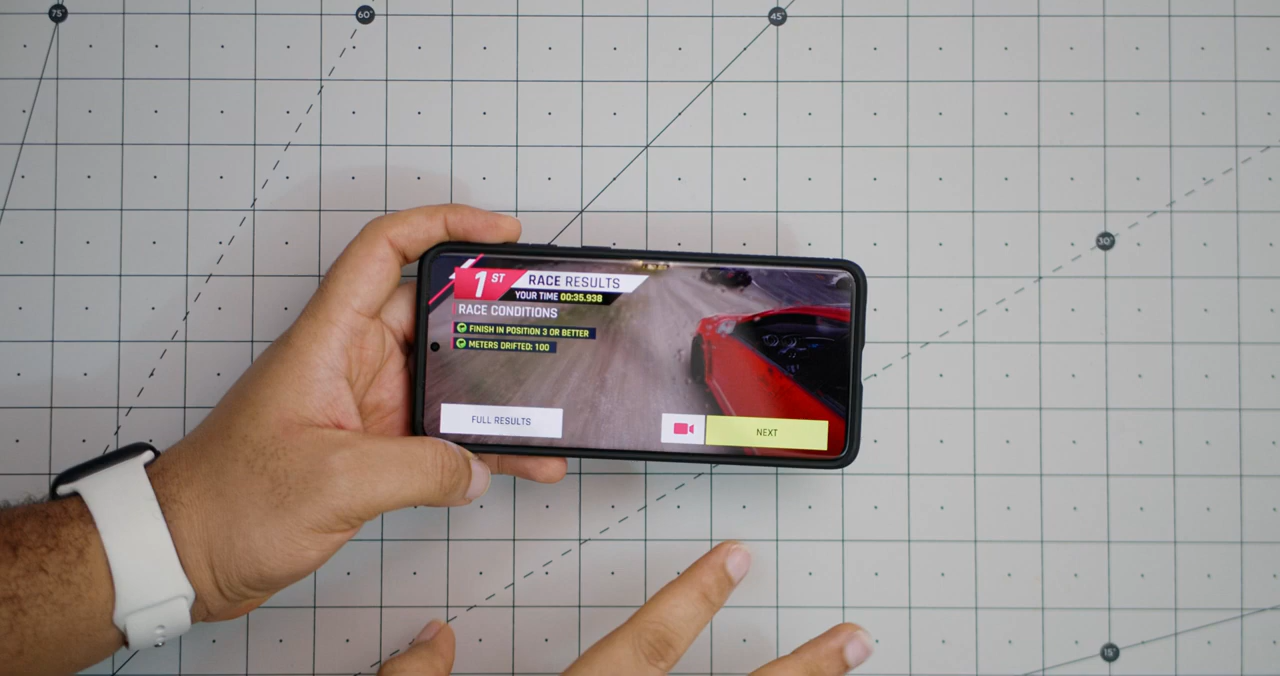 75°
60°
45°
30°
15°
1ST
RACE RESULTS
YOUR TIME 00:35.938
RACE CONDITIONS
FINISH IN POSITION 3 OR BETTER
METERS DRIFTED: 100
FULL RESULTS
NEXT